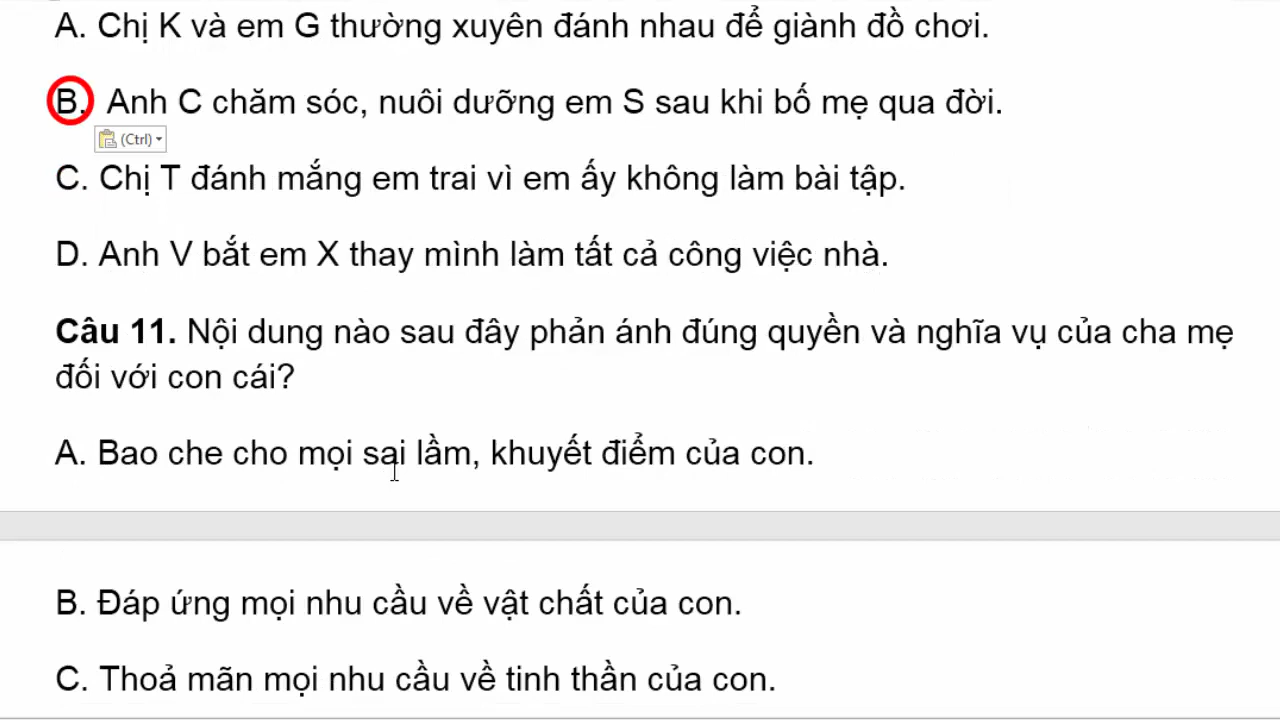 A. Chị K và em G thường xuyên đánh nhau để giành đồ chơi.
B. Anh C chăm sóc, nuôi dưỡng em S sau khi bố mẹ qua đời.
(Ctrl)
C. Chị T đánh mắng em trai vì em ấy không làm bài tập.
D. Anh V bắt em X thay mình làm tất cả công việc nhà.
Câu 11. Nội dung nào sau đây phản ánh đúng quyền và nghĩa vụ của cha mẹ
đối với con cái?
A. Bao che cho mọi sai lầm, khuyết điểm của con.
B. Đáp ứng mọi nhu cầu về vật chất của con.
C. Thoả mãn mọi nhu cầu về tinh thần của con.